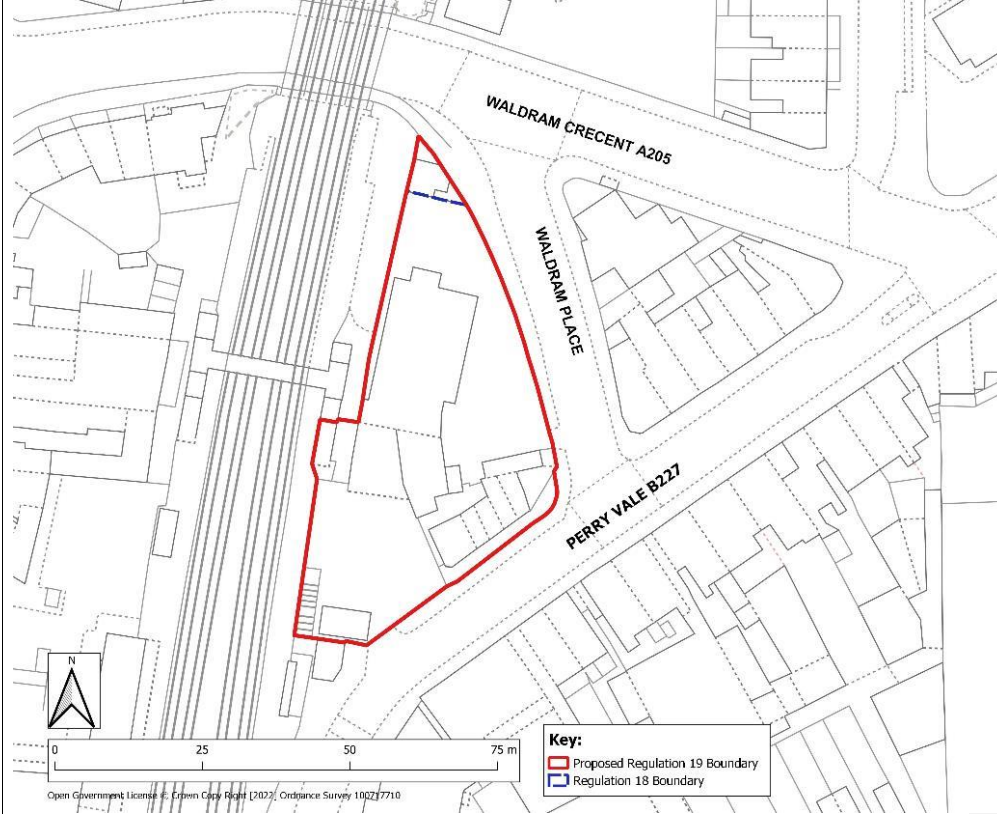 WALDRAM CRECENT A205
WALDRAM PLACE
PERRY VALE B227
N
0 25 50 75 m
Key:
Proposed Regulation 19 Boundary
Regulation 18 Boundary
Open Government License © Crown Copy Right [2022] Ordnance Survey 100717710